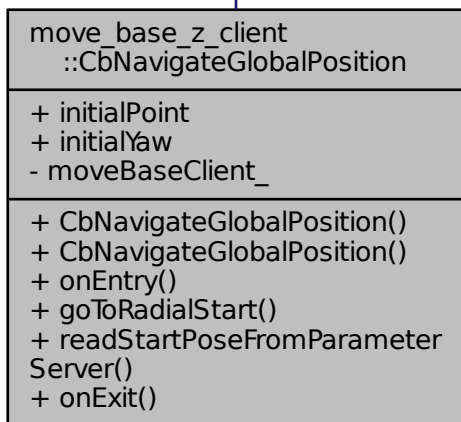 move_base_z_client
::CbNavigateGlobalPosition
+ initialPoint
+ initialYaw
- moveBaseClient_
+ CbNavigateGlobalPosition()
+ CbNavigateGlobalPosition()
+ onEntry()
+ goToRadialStart()
+ readStartPoseFromParameter
Server()
+ onExit()